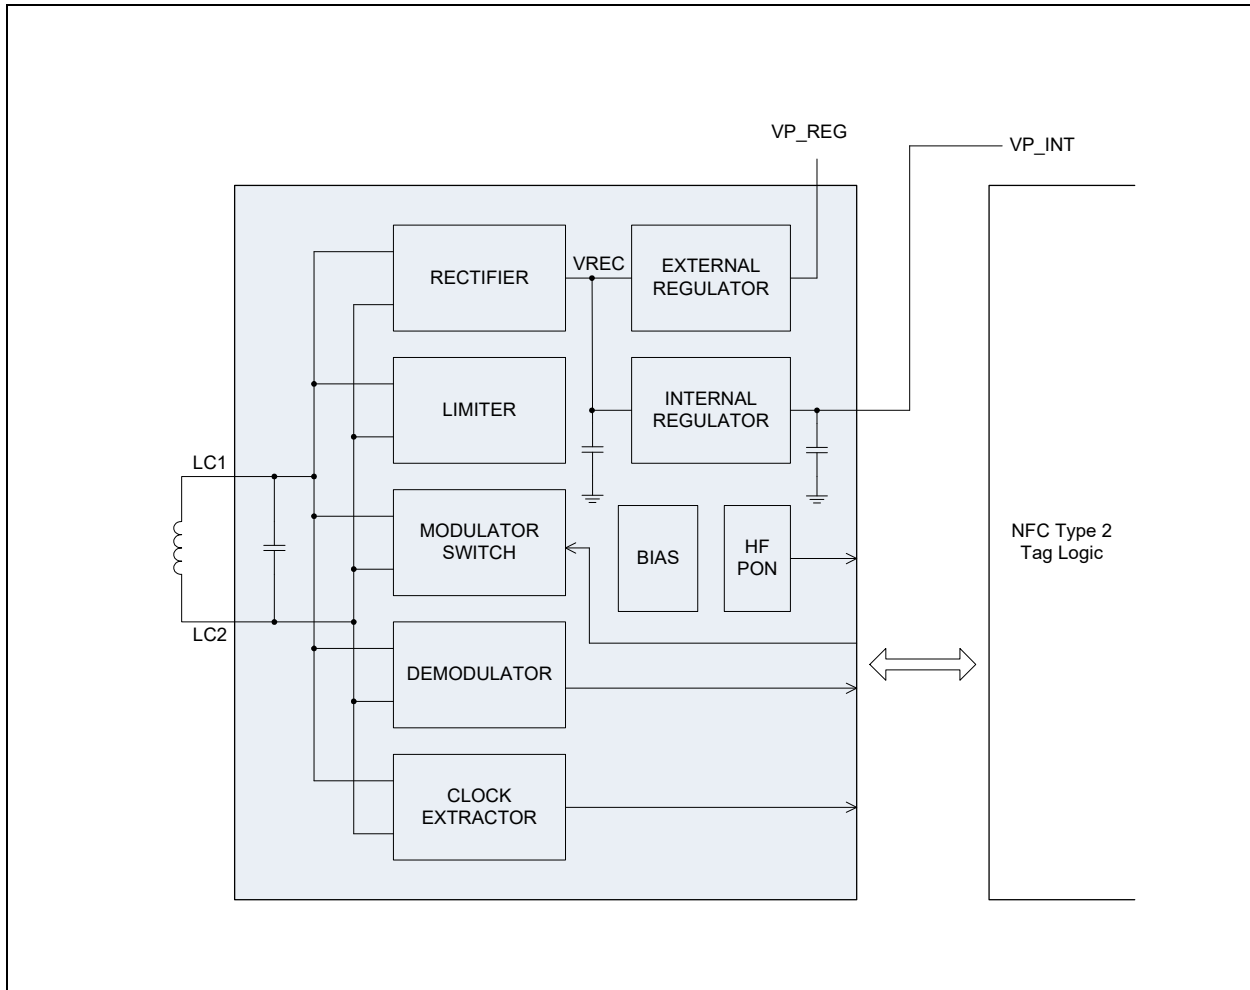 VP_REG
VP_INT
RECTIFIER
VREC
EXTERNAL
REGULATOR
LIMITER
INTERNAL
REGULATOR
LC1
MODULATOR
SWITCH
BIAS
HF
PON
NFC Type 2
Tag Logic
LC2
DEMODULATOR
CLOCK
EXTRACTOR